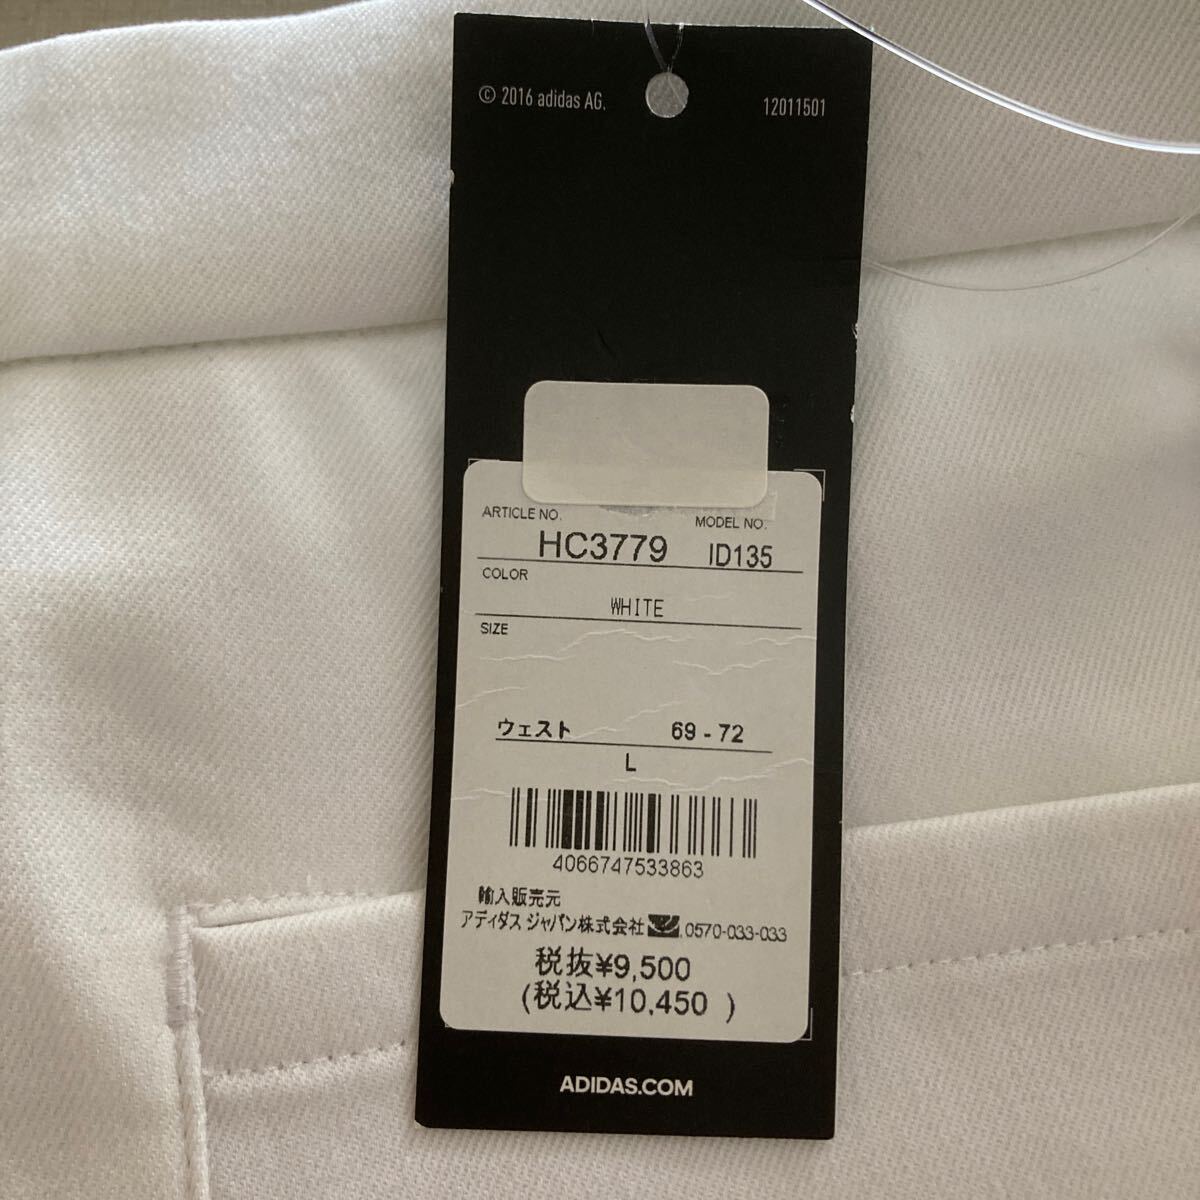 © 2016 adidas AG. 12011501
ARTICLE NO. MODEL NO.
HC3779 ID135
COLOR
WHITE
SIZE
ウェスト 69 - 72
L
4066747533863
輸入販売元
アディダス ジャパン株式会社 0570-033-033
税抜¥9,500
(税込¥10,450 )
ADIDAS.COM